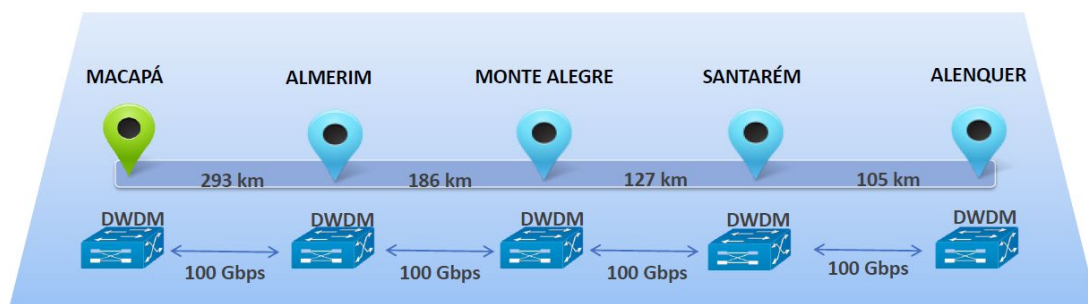 MACAPÁ
ALMERIM
MONTE ALEGRE
SANTARÉM
ALENQUER
293 km
186 km
127 km
105 km
DWDM
DWDM
DWDM
DWDM
DWDM
100 Gbps
100 Gbps
100 Gbps
100 Gbps